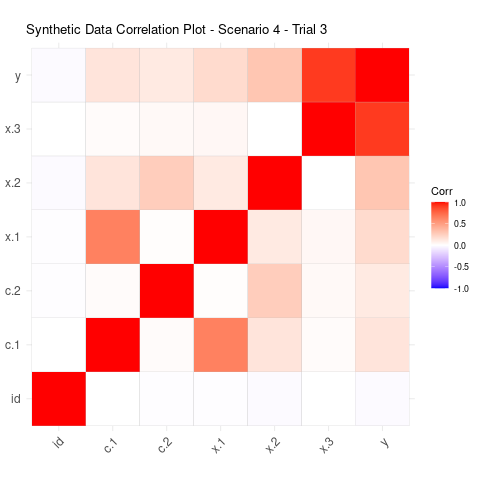 Synthetic Data Correlation Plot - Scenario 4 - Trial 3
y
x.3
x.2
x.1
c.2
c.1
id
id
c.1
c.2
x.1
x.2
x.3
y
Corr
1.0
0.5
0.0
-0.5
-1.0